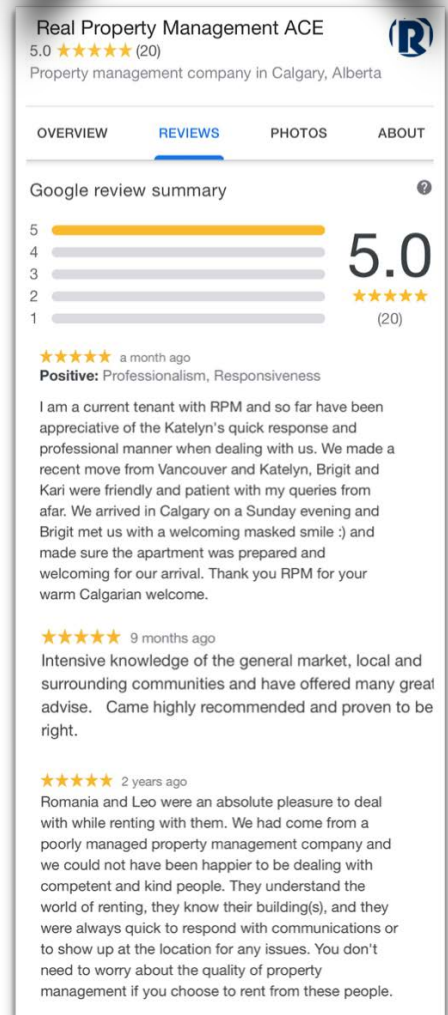 Real Property Management ACE
R
5.0 ★★★★★ (20)
Property management company in Calgary, Alberta
OVERVIEW REVIEWS PHOTOS ABOUT
Google review summary ?
5
4
3
2
1
5.0
★★★★★
(20)
★★★★★ a month ago
Positive: Professionalism, Responsiveness
I am a current tenant with RPM and so far have been
appreciative of the Katelyn's quick response and
professional manner when dealing with us. We made a
recent move from Vancouver and Katelyn, Brigit and
Kari were friendly and patient with my queries from
afar. We arrived in Calgary on a Sunday evening and
Brigit met us with a welcoming masked smile :) and
made sure the apartment was prepared and
welcoming for our arrival. Thank you RPM for your
warm Calgarian welcome.
★★★★★ 9 months ago
Intensive knowledge of the general market, local and
surrounding communities and have offered many great
advise. Came highly recommended and proven to be
right.
★★★★★ 2 years ago
Romania and Leo were an absolute pleasure to deal
with while renting with them. We had come from a
poorly managed property management company and
we could not have been happier to be dealing with
competent and kind people. They understand the
world of renting, they know their building(s), and they
were always quick to respond with communications or
to show up at the location for any issues. You don't
need to worry about the quality of property
management if you choose to rent from these people.